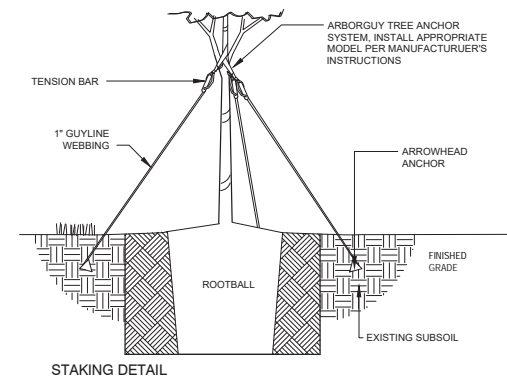 ARBORGUY TREE ANCHOR
SYSTEM, INSTALL APPROPRIATE
MODEL PER MANUFACTURUER'S
INSTRUCTIONS
TENSION BAR
1" GUYLINE
WEBBING
ARROWHEAD
ANCHOR
FINISHED
GRADE
ROOTBALL
EXISTING SUBSOIL
STAKING DETAIL